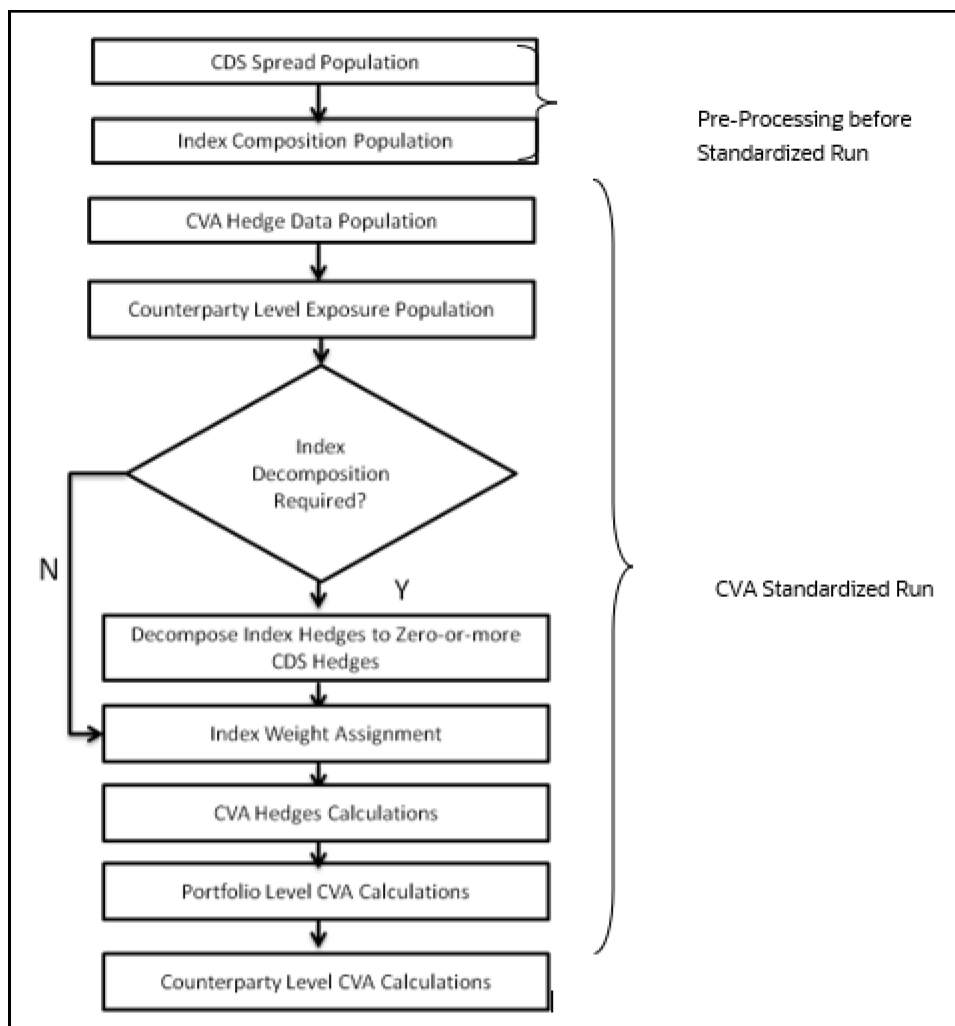 CDS Spread Population
Index Composition Population
Pre-Processing before
Standardized Run
CVA Hedge Data Population
Counterparty Level Exposure Population
Index
Decomposition
Required?
N
Y
CVA Standardized Run
Decompose Index Hedges to Zero-or-more
CDS Hedges
Index Weight Assignment
CVA Hedges Calculations
Portfolio Level CVA Calculations
Counterparty Level CVA Calculations